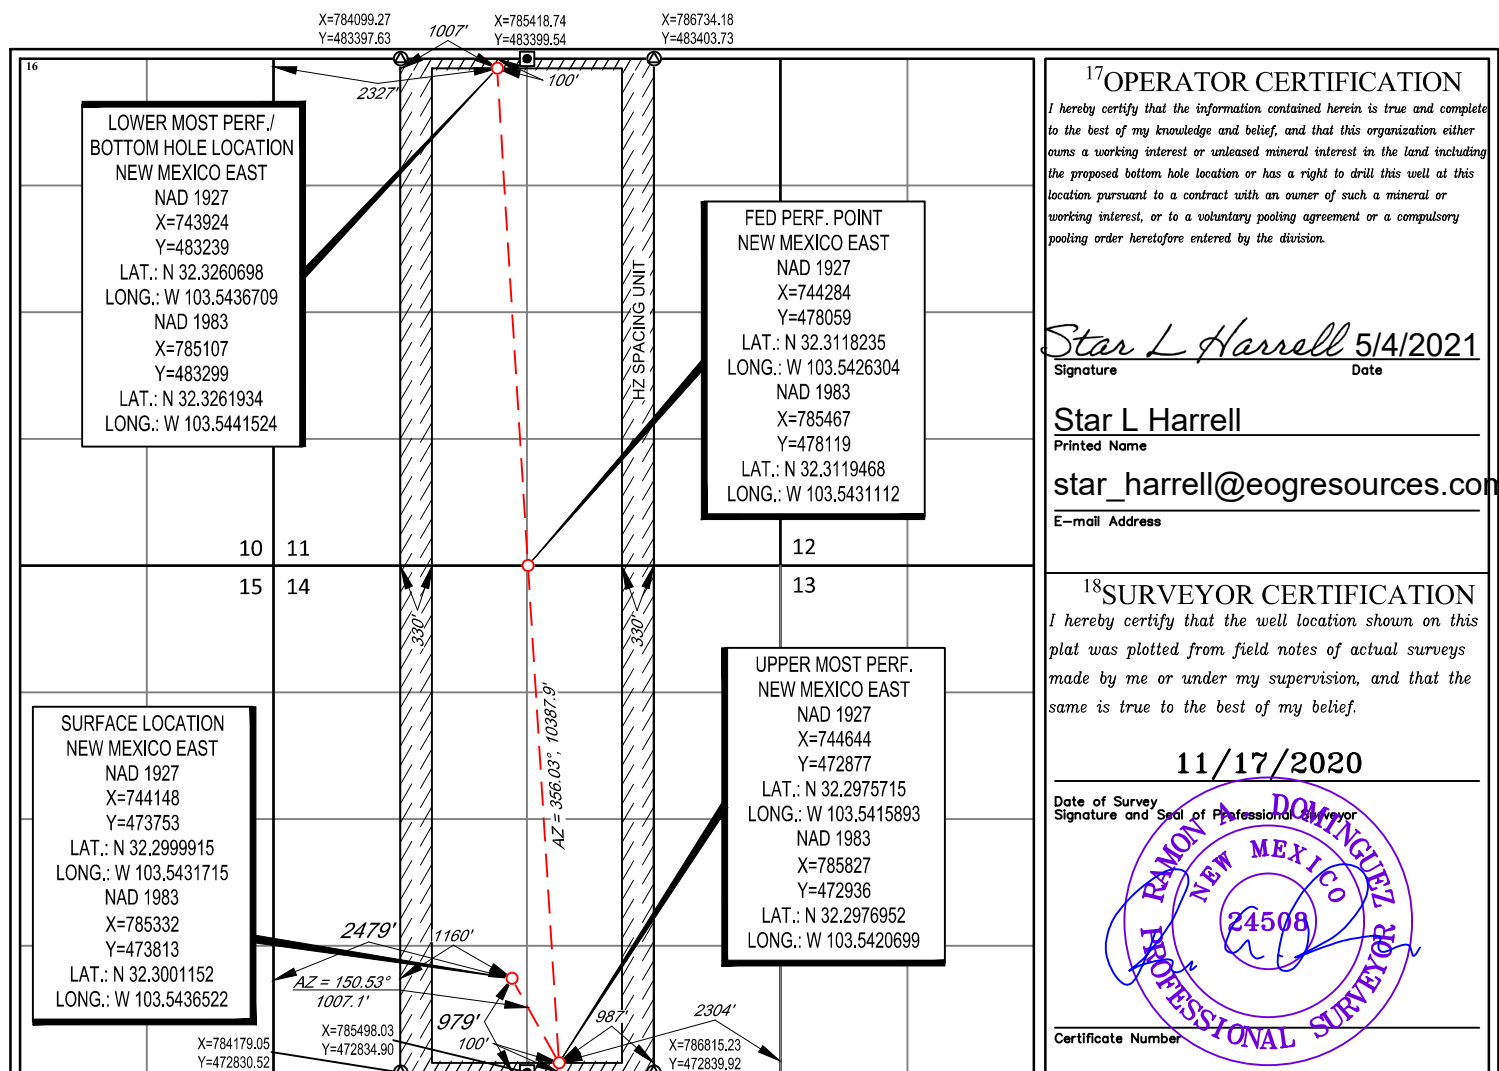 X=784099.27
Y=483397.63
1007'
X=785418.74
Y=483399.54
X=786734.18
Y=483403.73
16
2327'
100'
LOWER MOST PERF./
BOTTOM HOLE LOCATION
NEW MEXICO EAST
NAD 1927
X=743924
Y=483239
LAT.: N 32.3260698
LONG.: W 103.5436709
NAD 1983
X=785107
Y=483299
LAT.: N 32.3261934
LONG.: W 103.5441524
FED PERF. POINT
NEW MEXICO EAST
NAD 1927
X=744284
Y=478059
LAT.: N 32.3118235
LONG.: W 103.5426304
NAD 1983
X=785467
Y=478119
LAT.: N 32.3119468
LONG.: W 103.5431112
HZ SPACING UNIT
10 11
12
15 14
13
330'
330'
AZ = 356.03°, 10387.9'
UPPER MOST PERF.
NEW MEXICO EAST
NAD 1927
X=744644
Y=472877
LAT.: N 32.2975715
LONG.: W 103.5415893
NAD 1983
X=785827
Y=472936
LAT.: N 32.2976952
LONG.: W 103.5420699
SURFACE LOCATION
NEW MEXICO EAST
NAD 1927
X=744148
Y=473753
LAT.: N 32.2999915
LONG.: W 103.5431715
NAD 1983
X=785332
Y=473813
LAT.: N 32.3001152
LONG.: W 103.5436522
2479'
1160'
AZ = 150.53°
1007.1'
979'
100'
987'
2304'
X=784179.05
Y=472830.52
X=785498.03
Y=472834.90
X=786815.23
Y=472839.92
17 OPERATOR CERTIFICATION
I hereby certify that the information contained herein is true and complete
to the best of my knowledge and belief, and that this organization either
owns a working interest or unleased mineral interest in the land including
the proposed bottom hole location or has a right to drill this well at this
location pursuant to a contract with an owner of such a mineral or
working interest, or to a voluntary pooling agreement or a compulsory
pooling order heretofore entered by the division.
Star L Harrell 5/4/2021
Signature Date
Star L Harrell
Printed Name
star_harrell@eogresources.com
E-mail Address
18 SURVEYOR CERTIFICATION
I hereby certify that the well location shown on this
plat was plotted from field notes of actual surveys
made by me or under my supervision, and that the
same is true to the best of my belief.
11/17/2020
Date of Survey
Signature and Seal of Professional Surveyor
RAMON A. DOMINGUEZ
NEW MEXICO
24508
PROFESSIONAL SURVEYOR
Certificate Number